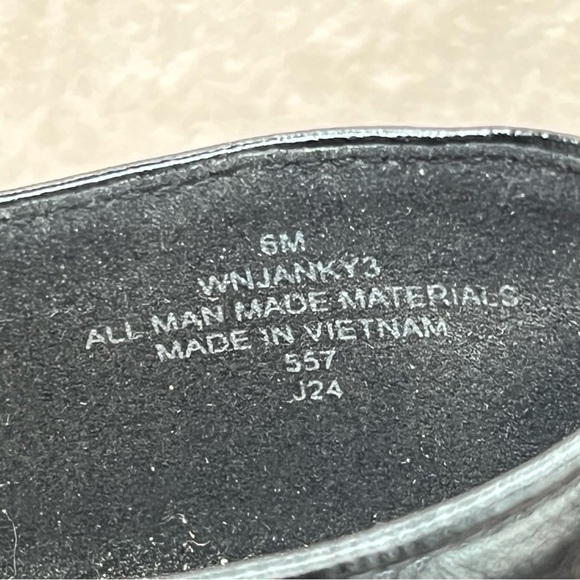 6M
WNJANKY3
ALL MAN MADE MATERIALS
MADE IN VIETNAM
557
J24